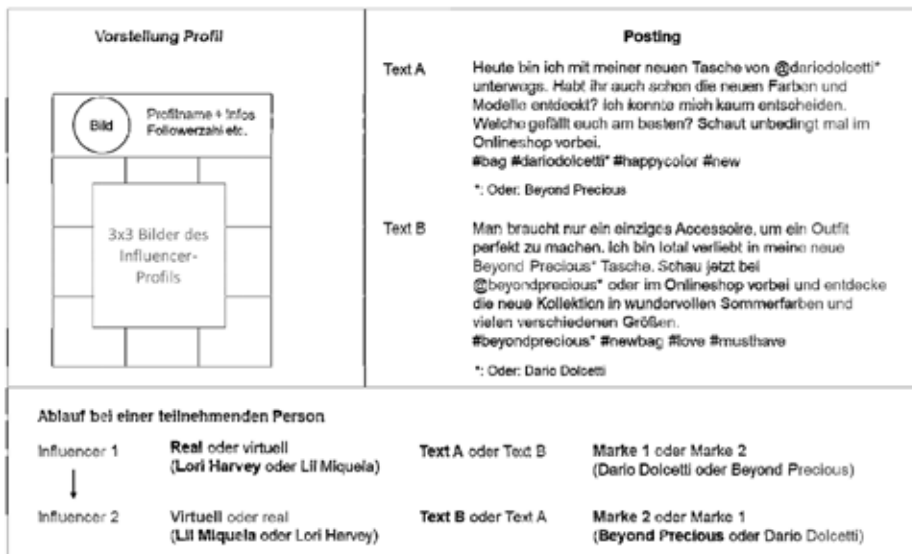 Vorstellung Profil
Bild
Profilname + Infos
Followerzahl etc.
3x3 Bilder des
Influencer-
Profils
Posting
Text A
Heute bin ich mit meiner neuen Tasche von @dariodolcetti*
unterwegs. Habt ihr auch schon die neuen Farben und
Modelle entdeckt? Ich konnte mich kaum entscheiden.
Welche gefällt euch am besten? Schaut unbedingt mal im
Onlineshop vorbei.
#bag #dariodolcetti* #happycolor #new
*: Oder: Beyond Precious
Text B
Man braucht nur ein einziges Accessoire, um ein Outfit
perfekt zu machen. Ich bin total verliebt in meine neue
Beyond Precious* Tasche. Schau jetzt bei
@beyondprecious* oder im Onlineshop vorbei und entdecke
die neue Kollektion in wundervollen Sommerfarben und
vielen verschiedenen Größen.
#beyondprecious* #newbag #love #musthave
*: Oder: Dario Dolcetti
Ablauf bei einer teilnehmenden Person
Influencer 1 Real oder virtuell Text A oder Text B Marke 1 oder Marke 2
(Lori Harvey oder Lil Miquela) (Dario Dolcetti oder Beyond Precious)
Influencer 2 Virtuell oder real Text B oder Text A Marke 2 oder Marke 1
(Lil Miquela oder Lori Harvey) (Beyond Precious oder Dario Dolcetti)